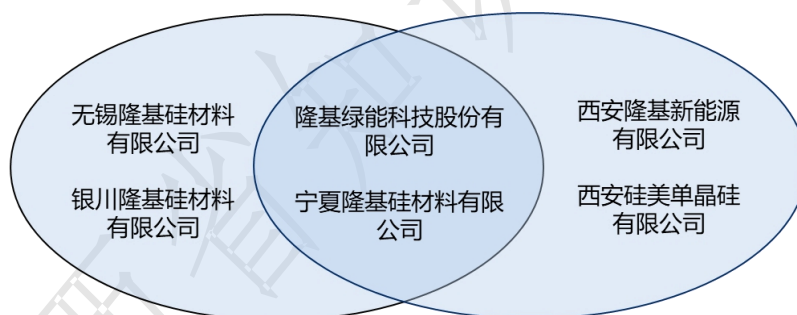 无锡隆基硅材料
有限公司
银川隆基硅材料
有限公司
隆基绿能科技股份有
限公司
宁夏隆基硅材料有限
公司
西安隆基新能源
有限公司
西安硅美单晶硅
有限公司